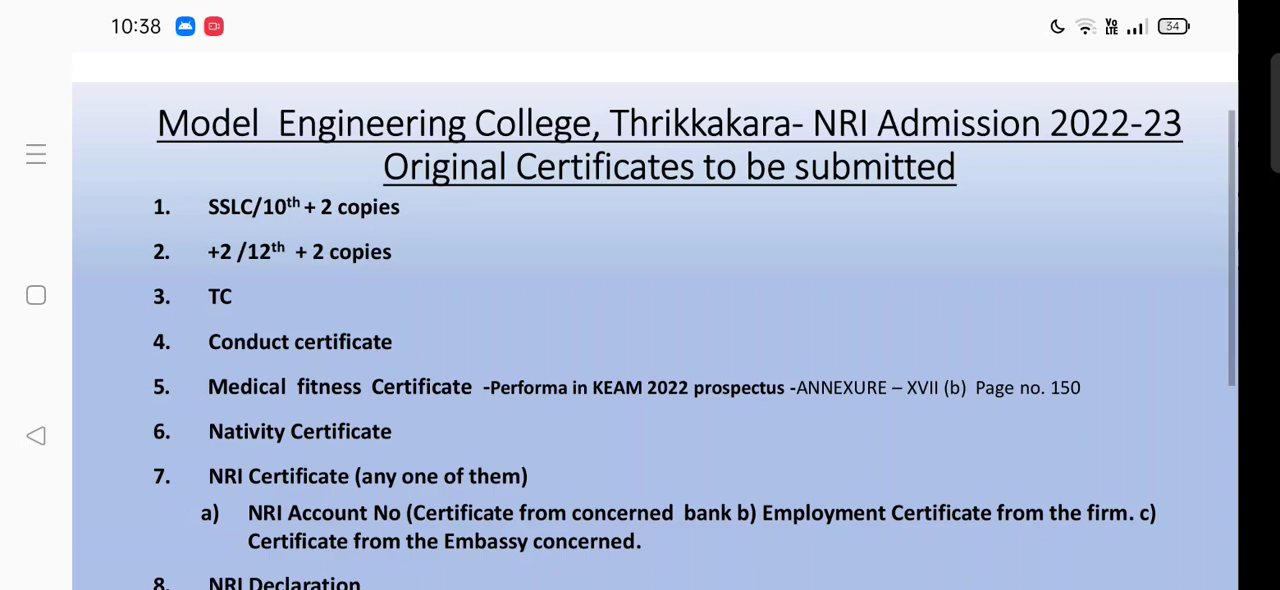 10:38
Vo LTE
34
Model Engineering College, Thrikkakara- NRI Admission 2022-23
Original Certificates to be submitted
1. SSLC/10th + 2 copies
2. +2 /12th + 2 copies
3. TC
4. Conduct certificate
5. Medical fitness Certificate -Performa in KEAM 2022 prospectus -ANNEXURE – XVII (b) Page no. 150
6. Nativity Certificate
7. NRI Certificate (any one of them)
a) NRI Account No (Certificate from concerned bank b) Employment Certificate from the firm. c)
Certificate from the Embassy concerned.
8. NRI Declaration